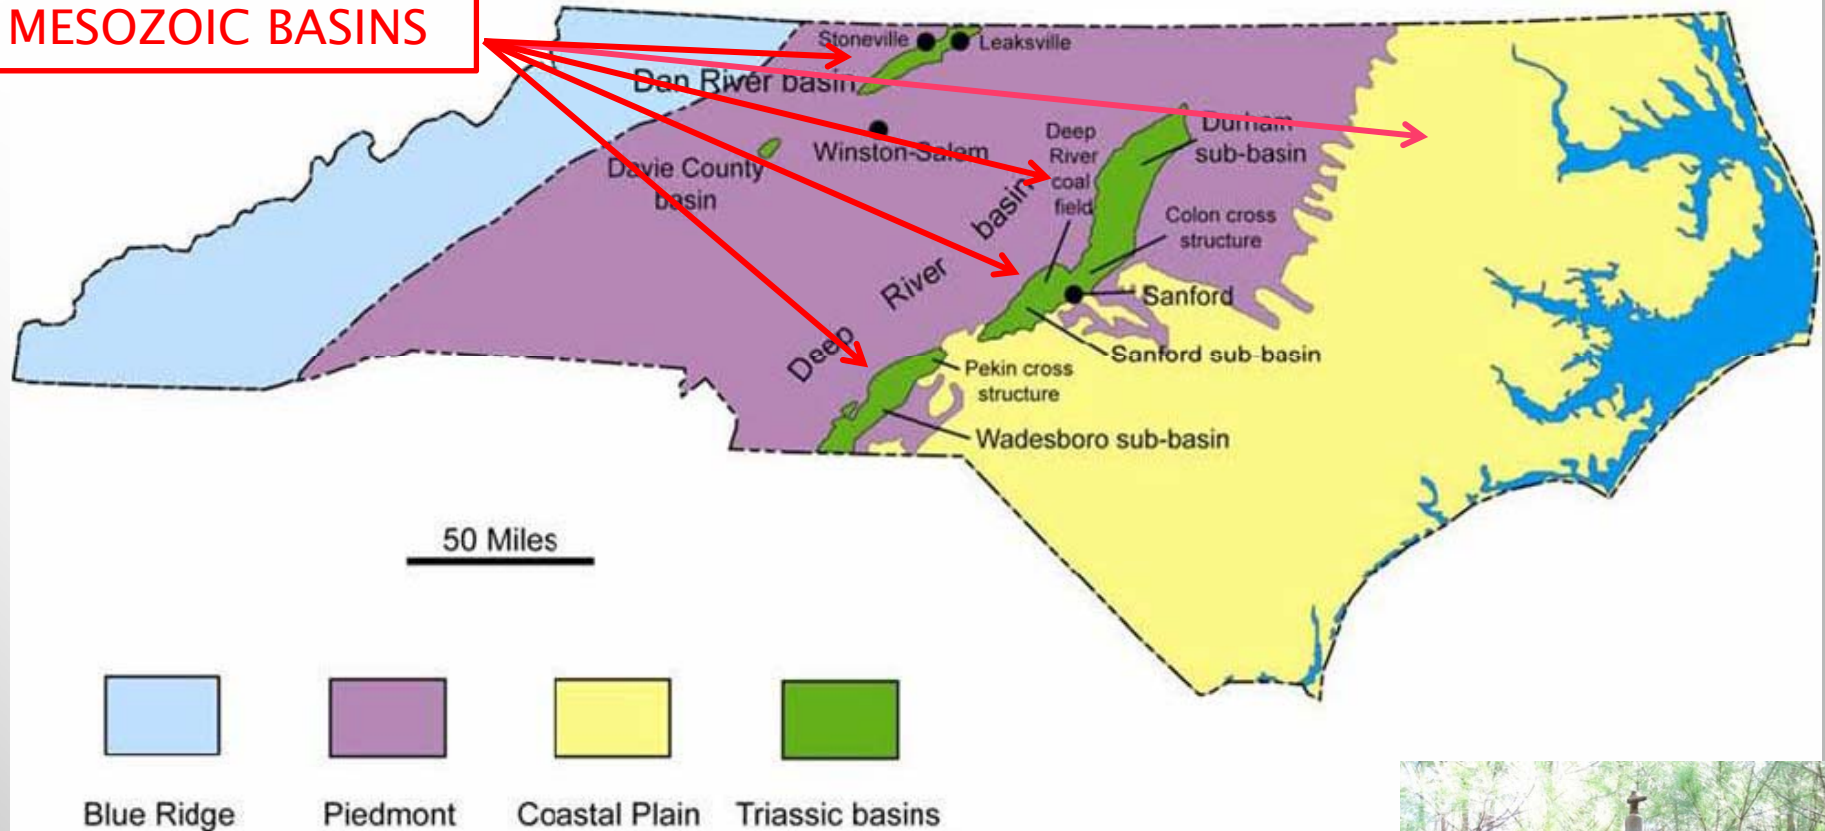 MESOZOIC BASINS
Stoneville
Leaksville
Dan River basin
Winston-Salem
Davie County
basin
Deep
River
coal
field
Durham
sub-basin
Colon cross
structure
Deep River basin
Sanford
Sanford sub-basin
Pekin cross
structure
Wadesboro sub-basin
50 Miles
Blue Ridge
Piedmont
Coastal Plain
Triassic basins